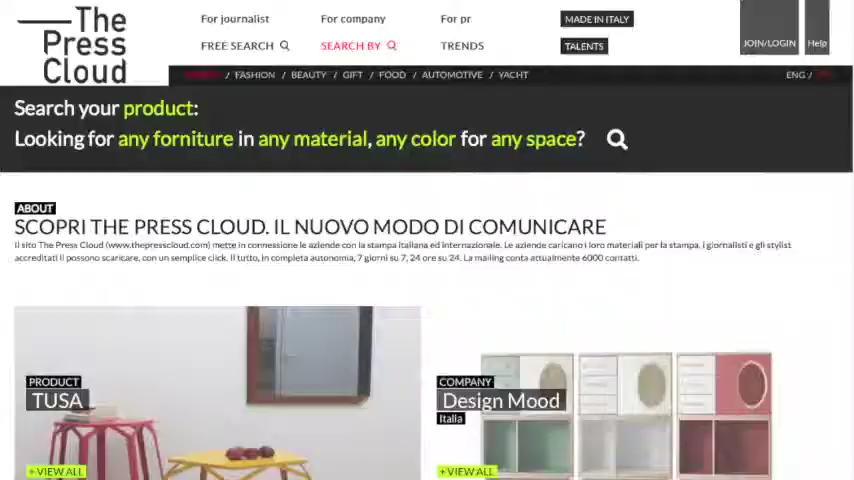 The
Press
Cloud
For journalist
For company
For pr
MADE IN ITALY
FREE SEARCH
SEARCH BY
TRENDS
TALENTS
JOIN/LOGIN
Help
/ FASHION / BEAUTY / GIFT / FOOD / AUTOMOTIVE / YACHT
ENG /
Search your product:
Looking for any forniture in any material, any color for any space?
ABOUT
SCOPRI THE PRESS CLOUD. IL NUOVO MODO DI COMUNICARE
Il sito The Press Cloud (www.thepresscloud.com) mette in connessione le aziende con la stampa italiana ed internazionale. Le aziende caricano i loro materiali per la stampa, i giornalisti e gli stylist
accreditati li possono scaricare, con un semplice click. Il tutto, in completa autonomia, 7 giorni su 7, 24 ore su 24. La mailing conta attualmente 6000 contatti.
PRODUCT
TUSA
+ VIEW ALL
COMPANY
Design Mood
Italia
+ VIEW ALL